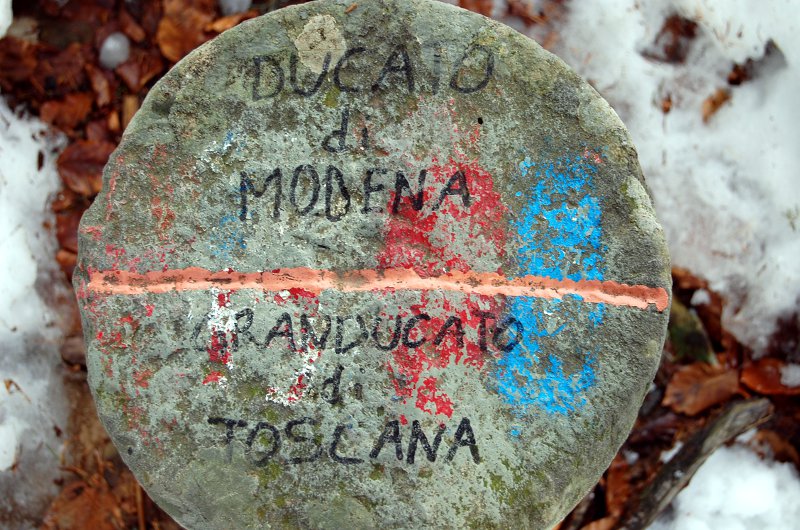 DUCATO
di
MODENA
GRANDUCATO
di
TOSCANA